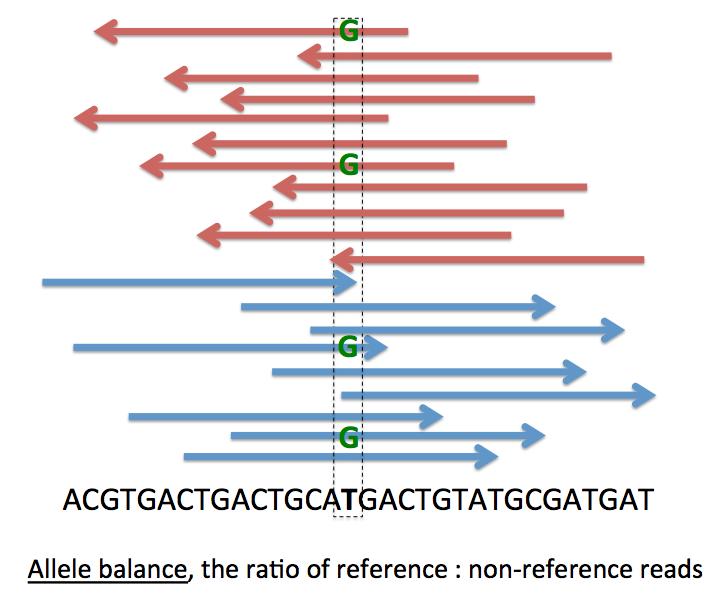 G
G
G
G
ACGTGACTGACTGCATGACTGTATGCGATGAT
Allele balance, the ratio of reference : non-reference reads